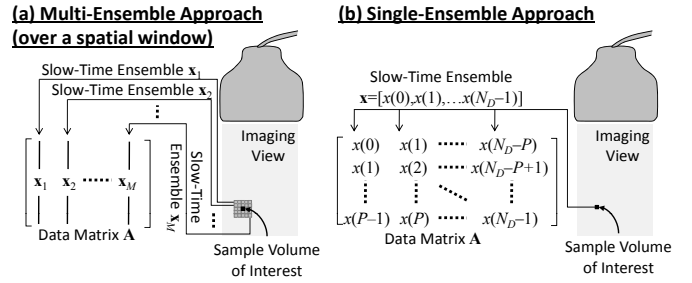 (a) Multi-Ensemble Approach
(over a spatial window)
Slow-Time Ensemble x1
Slow-Time Ensemble x2
Imaging
View
Slow-Time
Ensemble xM
x1 x2 xM
Data Matrix A
Sample Volume
of Interest
(b) Single-Ensemble Approach
Slow-Time Ensemble
x=[x(0),x(1),…x(ND−1)]
Imaging
View
x(0) x(1) x(ND−P)
x(1) x(2) x(ND−P+1)
x(P−1) x(P) x(ND−1)
Data Matrix A
Sample Volume
of Interest